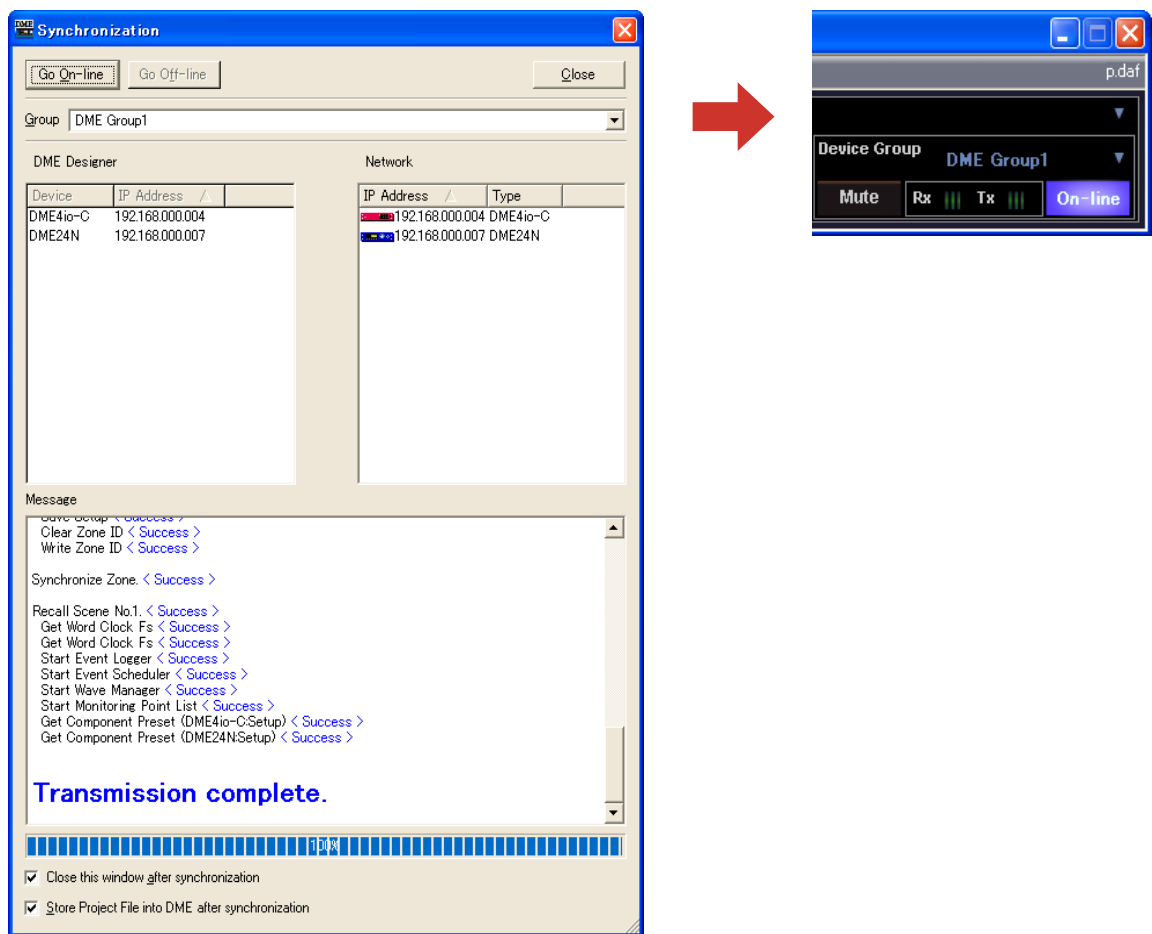 Synchronization
Go On-line Go Off-line Close
Group DME Group1
DME Designer Network
Device IP Address IP Address Type
DME4io-C 192.168.000.004 192.168.000.004 DME4io-C
DME24N 192.168.000.007 192.168.000.007 DME24N
Message
Save Setup < Success >
Clear Zone ID < Success >
Write Zone ID < Success >
Synchronize Zone. < Success >
Recall Scene No.1. < Success >
Get Word Clock Fs < Success >
Get Word Clock Fs < Success >
Start Event Logger < Success >
Start Event Scheduler < Success >
Start Wave Manager < Success >
Start Monitoring Point List < Success >
Get Component Preset (DME4io-C:Setup) < Success >
Get Component Preset (DME24N:Setup) < Success >
Transmission complete.
100%
Close this window after synchronization
Store Project File into DME after synchronization
p.daf
Device Group DME Group1
Mute Rx Tx On-line